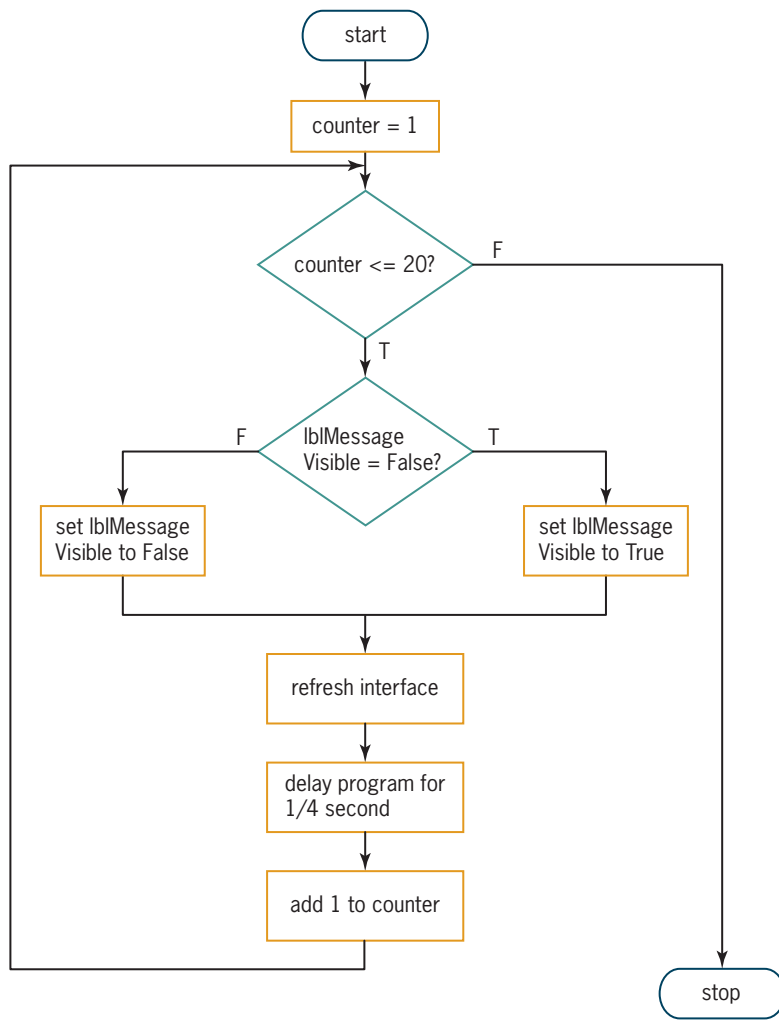 start
counter = 1
counter <= 20?
F
T
lblMessage
Visible = False?
F
T
set lblMessage
Visible to False
set lblMessage
Visible to True
refresh interface
delay program for
1/4 second
add 1 to counter
stop